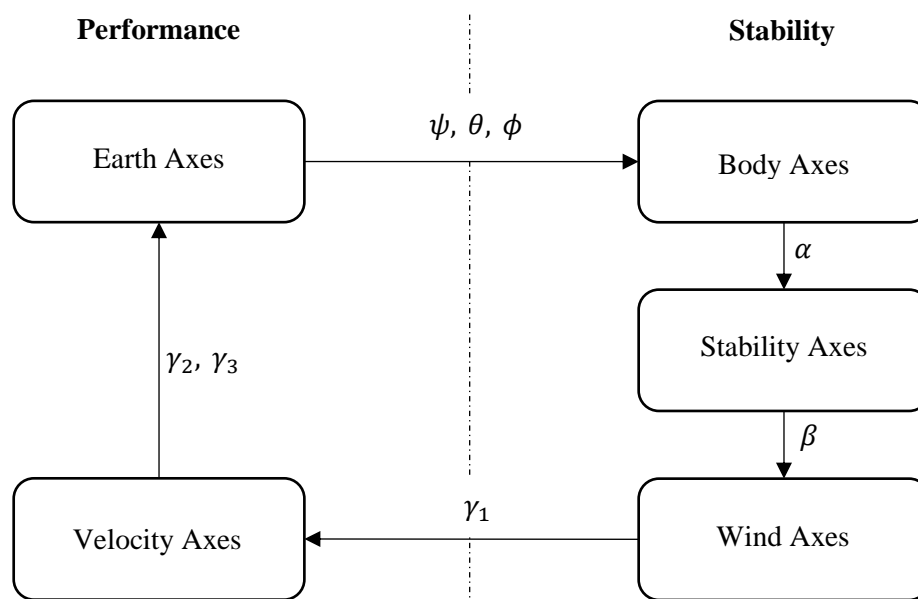 Performance
Stability
ψ, θ, ϕ
Earth Axes
Body Axes
α
Stability Axes
γ₂, γ₃
β
γ₁
Velocity Axes
Wind Axes